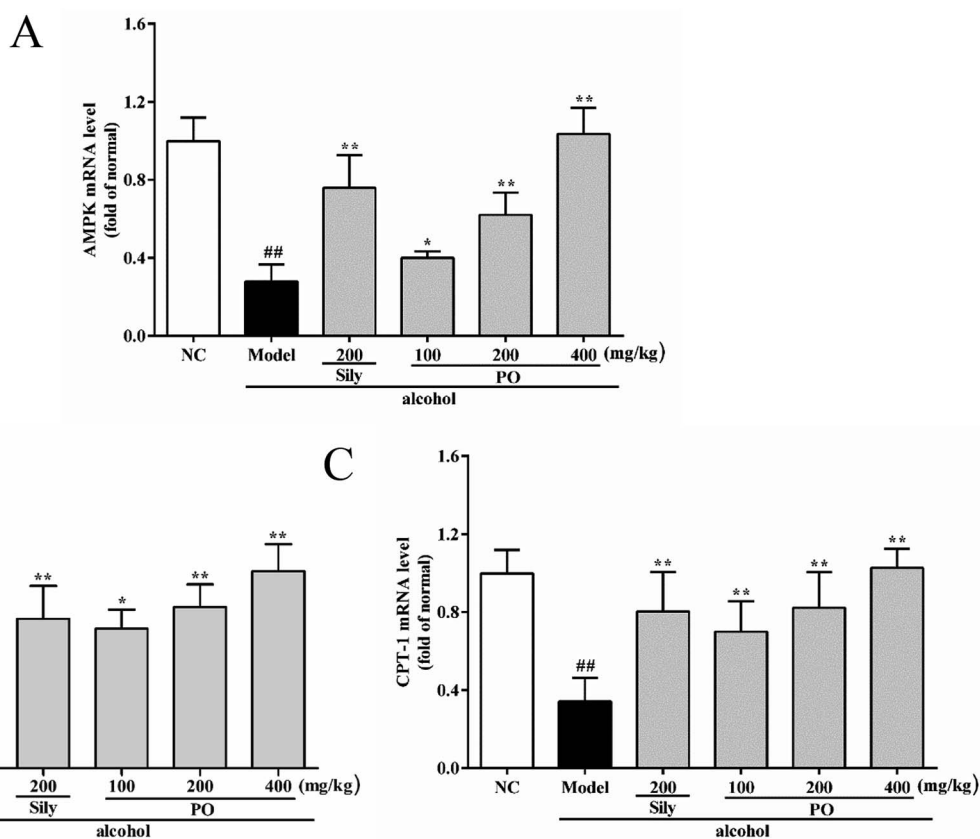 A
AMPK mRNA level
(fold of normal)
1.6
1.2
0.8
0.4
0.0
##
**
*
**
**
NC Model 200 100 200 400 (mg/kg)
Sily PO
alcohol
**
*
**
**
200 100 200 400 (mg/kg)
Sily PO
alcohol
C
CPT-1 mRNA level
(fold of normal)
1.6
1.2
0.8
0.4
0.0
##
**
**
**
**
NC Model 200 100 200 400 (mg/kg)
Sily PO
alcohol